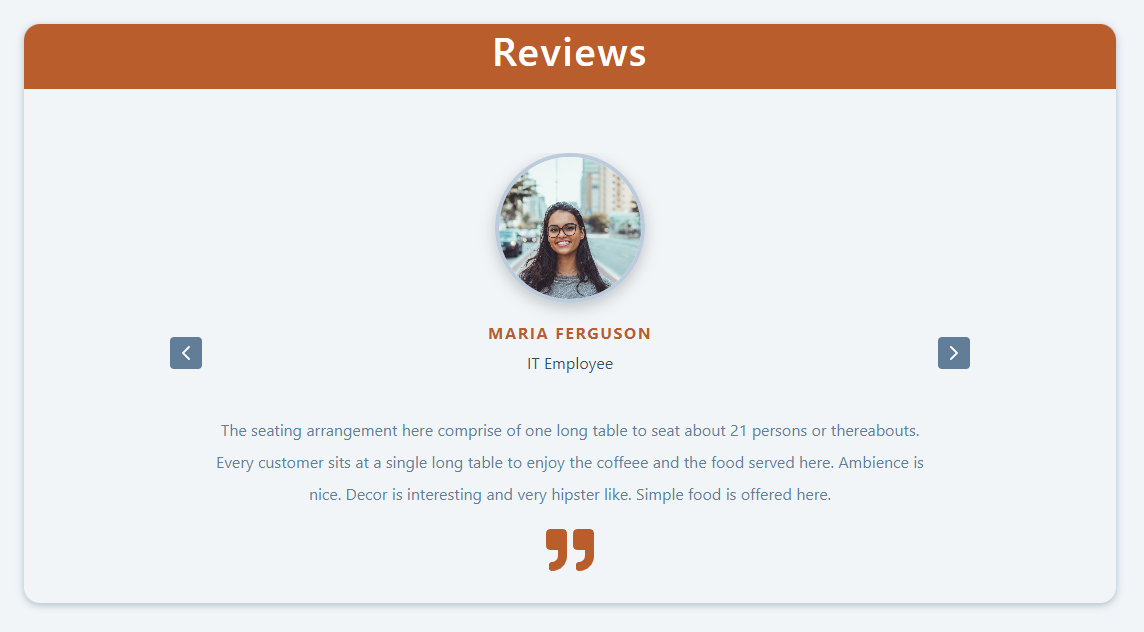 Reviews
MARIA FERGUSON
IT Employee
The seating arrangement here comprise of one long table to seat about 21 persons or thereabouts.
Every customer sits at a single long table to enjoy the coffeee and the food served here. Ambience is
nice. Decor is interesting and very hipster like. Simple food is offered here.